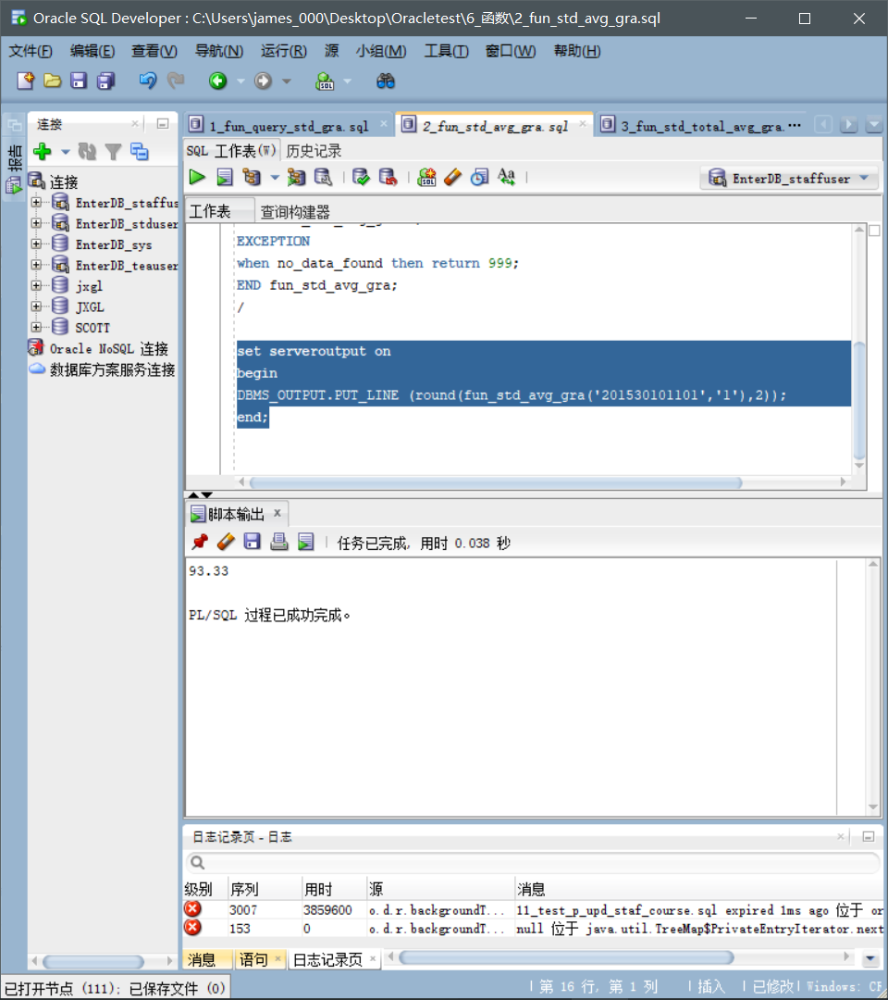 Oracle SQL Developer : C:\Users\james_000\Desktop\Oracletest\6_函数\2_fun_std_avg_gra.sql
文件(F) 编辑(E) 查看(V) 导航(N) 运行(R) 源 小组(M) 工具(T) 窗口(W) 帮助(H)
报告
连接
连接
EnterDB_staffus
EnterDB_stduser
EnterDB_sys
EnterDB_teauser
jxgl
JXGL
SCOTT
Oracle NoSQL 连接
数据库方案服务连接
1_fun_query_std_gra.sql 2_fun_std_avg_gra.sql 3_fun_std_total_avg_gra.···
SQL 工作表(W) 历史记录
EnterDB_staffuser
工作表 查询构建器
EXCEPTION
when no_data_found then return 999;
END fun_std_avg_gra;
/
set serveroutput on
begin
DBMS_OUTPUT.PUT_LINE (round(fun_std_avg_gra('201530101101','1'),2));
end;
脚本输出
任务已完成, 用时 0.038 秒
93.33
PL/SQL 过程已成功完成。
日志记录页 - 日志
级别 序列 用时 源 消息
3007 3859600 o.d.r.backgroundT... 11_test_p_upd_staf_course.sql expired 1ms ago 位于 or
153 0 o.d.r.backgroundT... null 位于 java.util.TreeMap$PrivateEntryIterator.next
消息 语句 日志记录页
已打开节点 (111); 已保存文件 (0) 第 16 行, 第 1 列 插入 已修改 Windows: CR